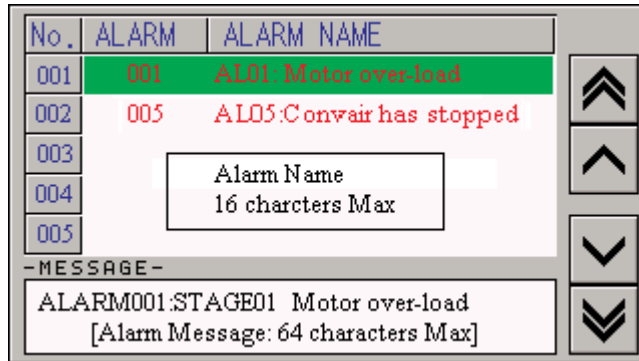 No. ALARM ALARM NAME
001 001 AL01: Motor over-load
002 005 AL05:Convair has stopped
003
Alarm Name
004
16 charcters Max
005
-MESSAGE-
ALARM001:STAGE01 Motor over-load
[Alarm Message: 64 characters Max]